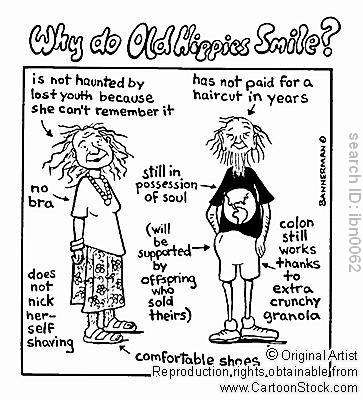 Why do Old Hippies Smile?
is not haunted by
lost youth because
she can't remember it
has not paid for a
haircut in years
no
bra
still in
possession
of soul
(will
be
supported
by
offspring
who
sold
theirs)
colon
still
works
thanks
to
extra
crunchy
granola
does
not
nick
her-
self
shaving
comfortable shoes
BANNERMAN ©
search ID: ibn0062
© Original Artist
Reproduction rights obtainable from
www.CartoonStock.com